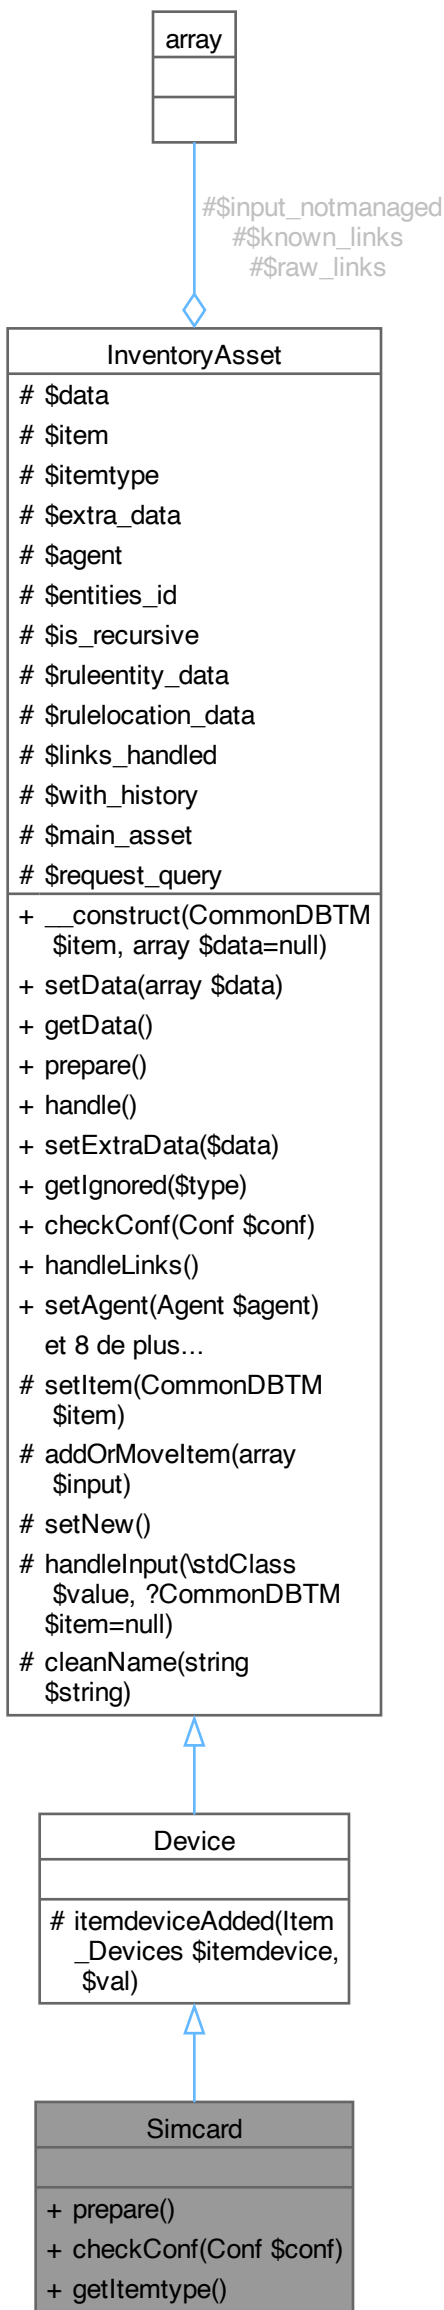 array
#$input_notmanaged
#$known_links
#$raw_links
InventoryAsset
# $data
# $item
# $itemtype
# $extra_data
# $agent
# $entities_id
# $is_recursive
# $ruleentity_data
# $rulelocation_data
# $links_handled
# $with_history
# $main_asset
# $request_query
+ __construct(CommonDBTM
$item, array $data=null)
+ setData(array $data)
+ getData()
+ prepare()
+ handle()
+ setExtraData($data)
+ getIgnored($type)
+ checkConf(Conf $conf)
+ handleLinks()
+ setAgent(Agent $agent)
et 8 de plus...
# setItem(CommonDBTM
$item)
# addOrMoveItem(array
$input)
# setNew()
# handleInput(\stdClass
$value, ?CommonDBTM
$item=null)
# cleanName(string
$string)
Device
# itemdeviceAdded(Item
_Devices $itemdevice,
$val)
Simcard
+ prepare()
+ checkConf(Conf $conf)
+ getItemtype()